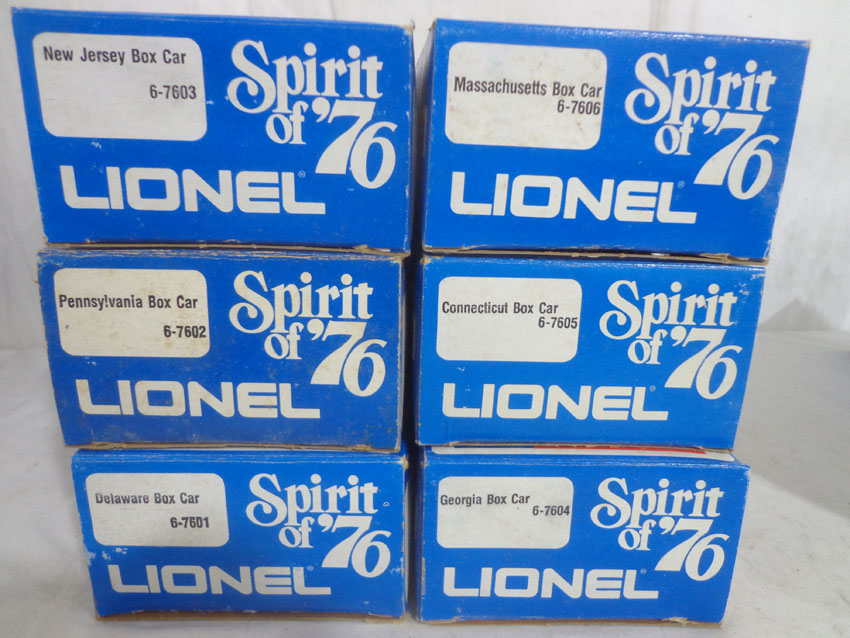 New Jersey Box Car
6-7603
Spirit
of '76
LIONEL®
Massachusetts Box Car
6-7606
Spirit
of '76
LIONEL®
Pennsylvania Box Car
6-7602
Spirit
of '76
LIONEL®
Connecticut Box Car
6-7605
Spirit
of '76
LIONEL®
Delaware Box Car
6-7601
Spirit
of '76
LIONEL®
Georgia Box Car
6-7604
Spirit
of '76
LIONEL®